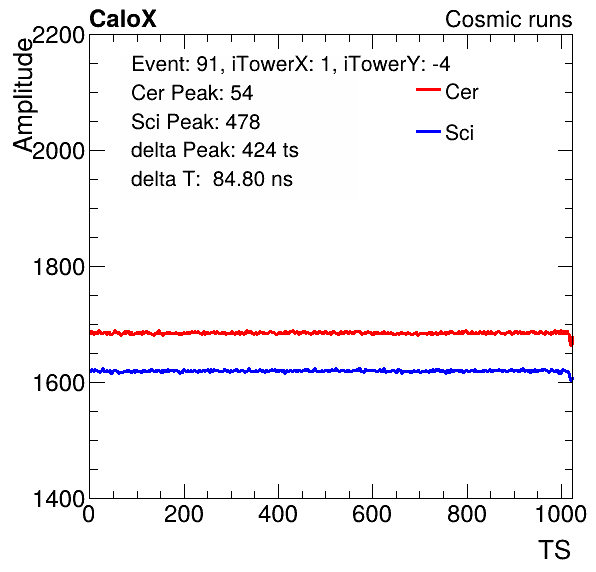 CaloX Cosmic runs
Amplitude
2200
2000
1800
1600
1400
Event: 91, iTowerX: 1, iTowerY: -4
Cer Peak: 54
Sci Peak: 478
delta Peak: 424 ts
delta T: 84.80 ns
Cer
Sci
0 200 400 600 800 1000
TS